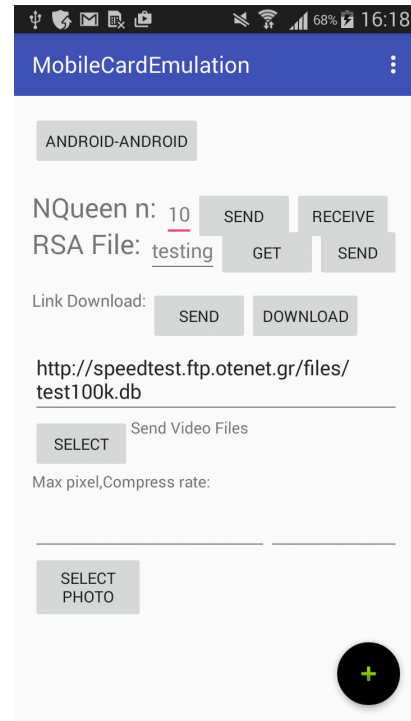 68% 16:18
MobileCardEmulation
ANDROID-ANDROID
NQueen n: 10 SEND RECEIVE
RSA File: testing GET SEND
Link Download: SEND DOWNLOAD
http://speedtest.ftp.otenet.gr/files/
test100k.db
SELECT Send Video Files
Max pixel,Compress rate:
SELECT
PHOTO
+